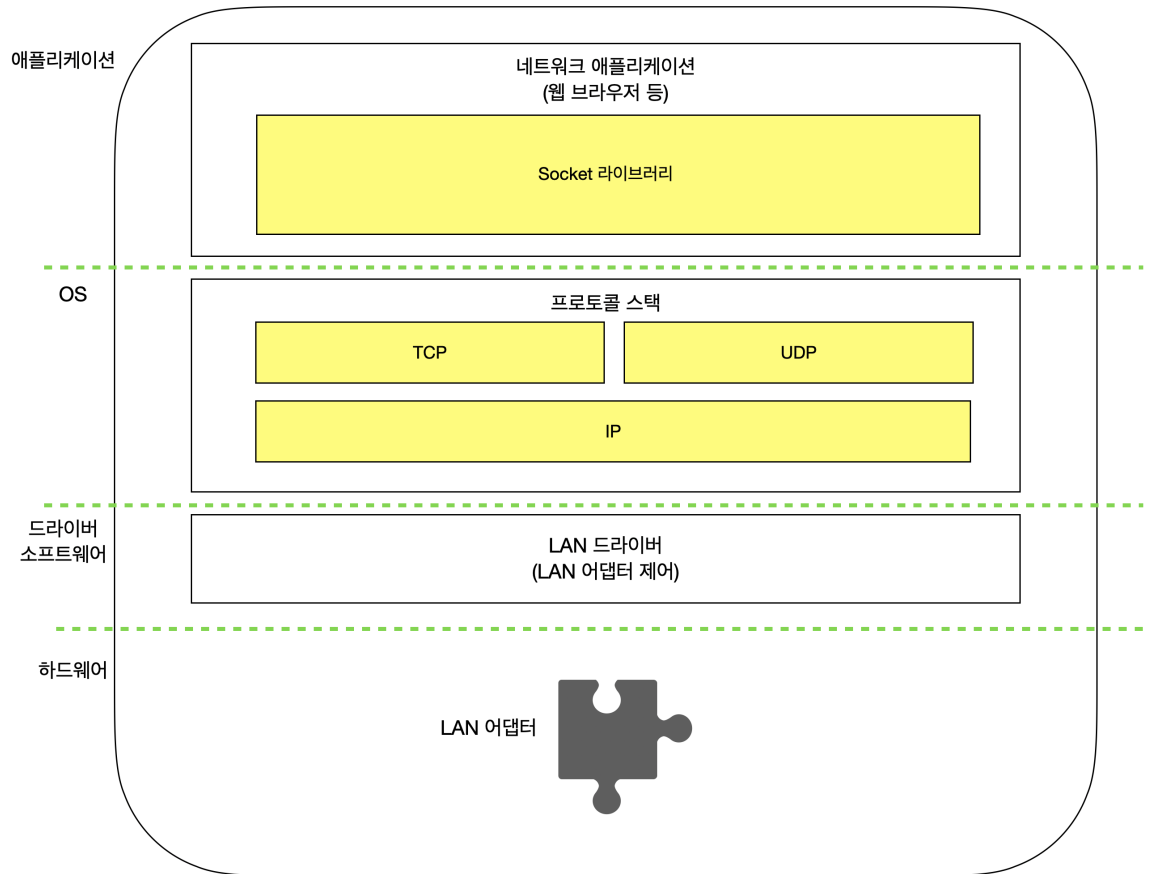 애플리케이션
네트워크 애플리케이션
(웹 브라우저 등)
Socket 라이브러리
OS
프로토콜 스택
TCP
UDP
IP
드라이버
소프트웨어
LAN 드라이버
(LAN 어댑터 제어)
하드웨어
LAN 어댑터